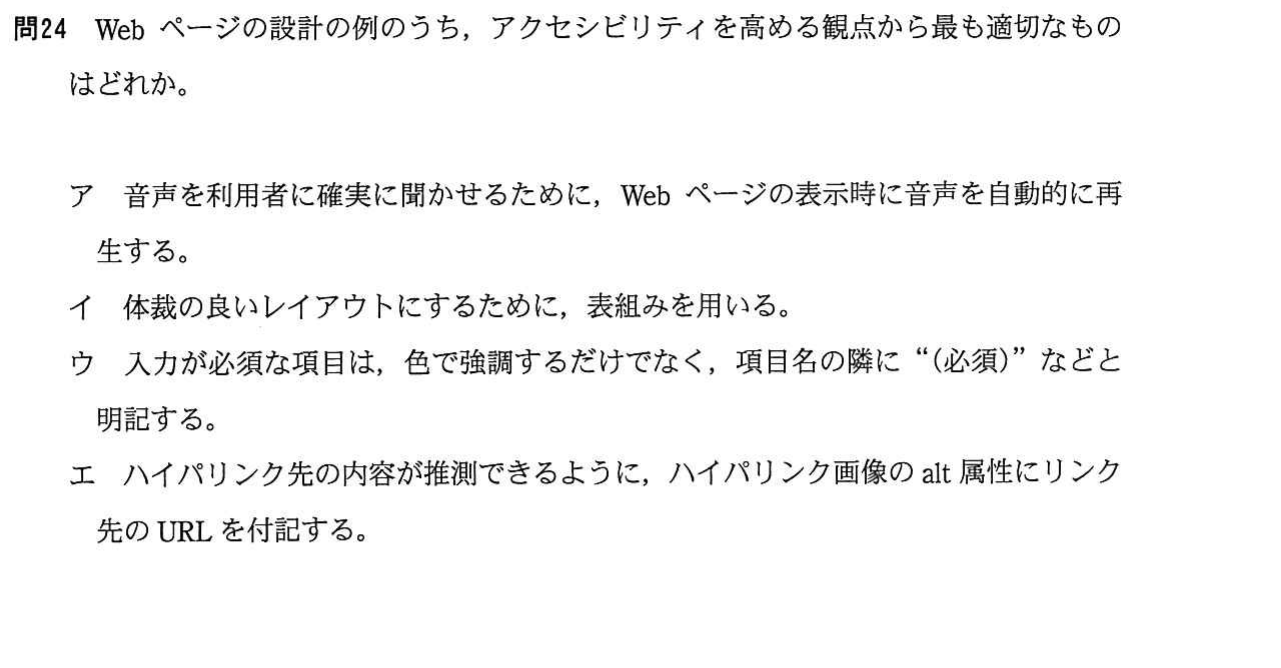 問24 Web ページの設計の例のうち，アクセシビリティを高める観点から最も適切なもの
はどれか。
ア 音声を利用者に確実に聞かせるために，Web ページの表示時に音声を自動的に再
生する。
イ 体裁の良いレイアウトにするために，表組みを用いる。
ウ 入力が必須な項目は，色で強調するだけでなく，項目名の隣に“(必須)”などと
明記する。
エ ハイパリンク先の内容が推測できるように，ハイパリンク画像の alt 属性にリンク
先の URL を付記する。